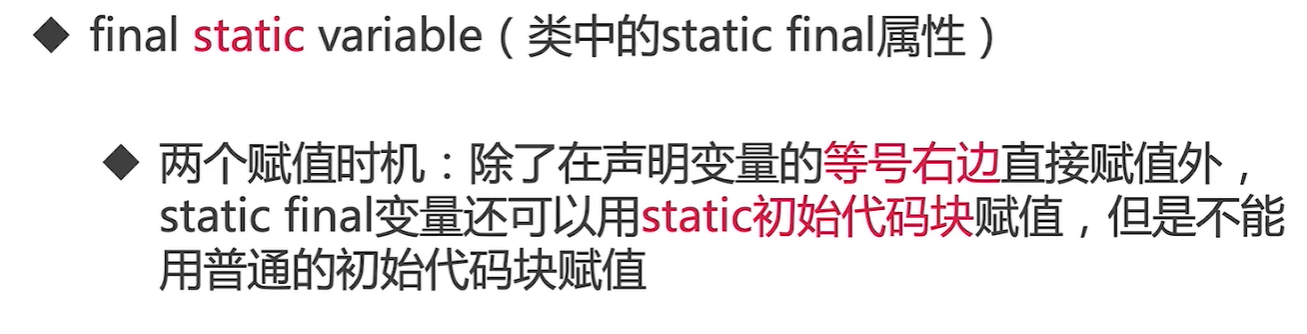 ◆ final static variable（类中的static final属性）
◆ 两个赋值时机：除了在声明变量的等号右边直接赋值外，
static final变量还可以用static初始代码块赋值，但是不能
用普通的初始代码块赋值